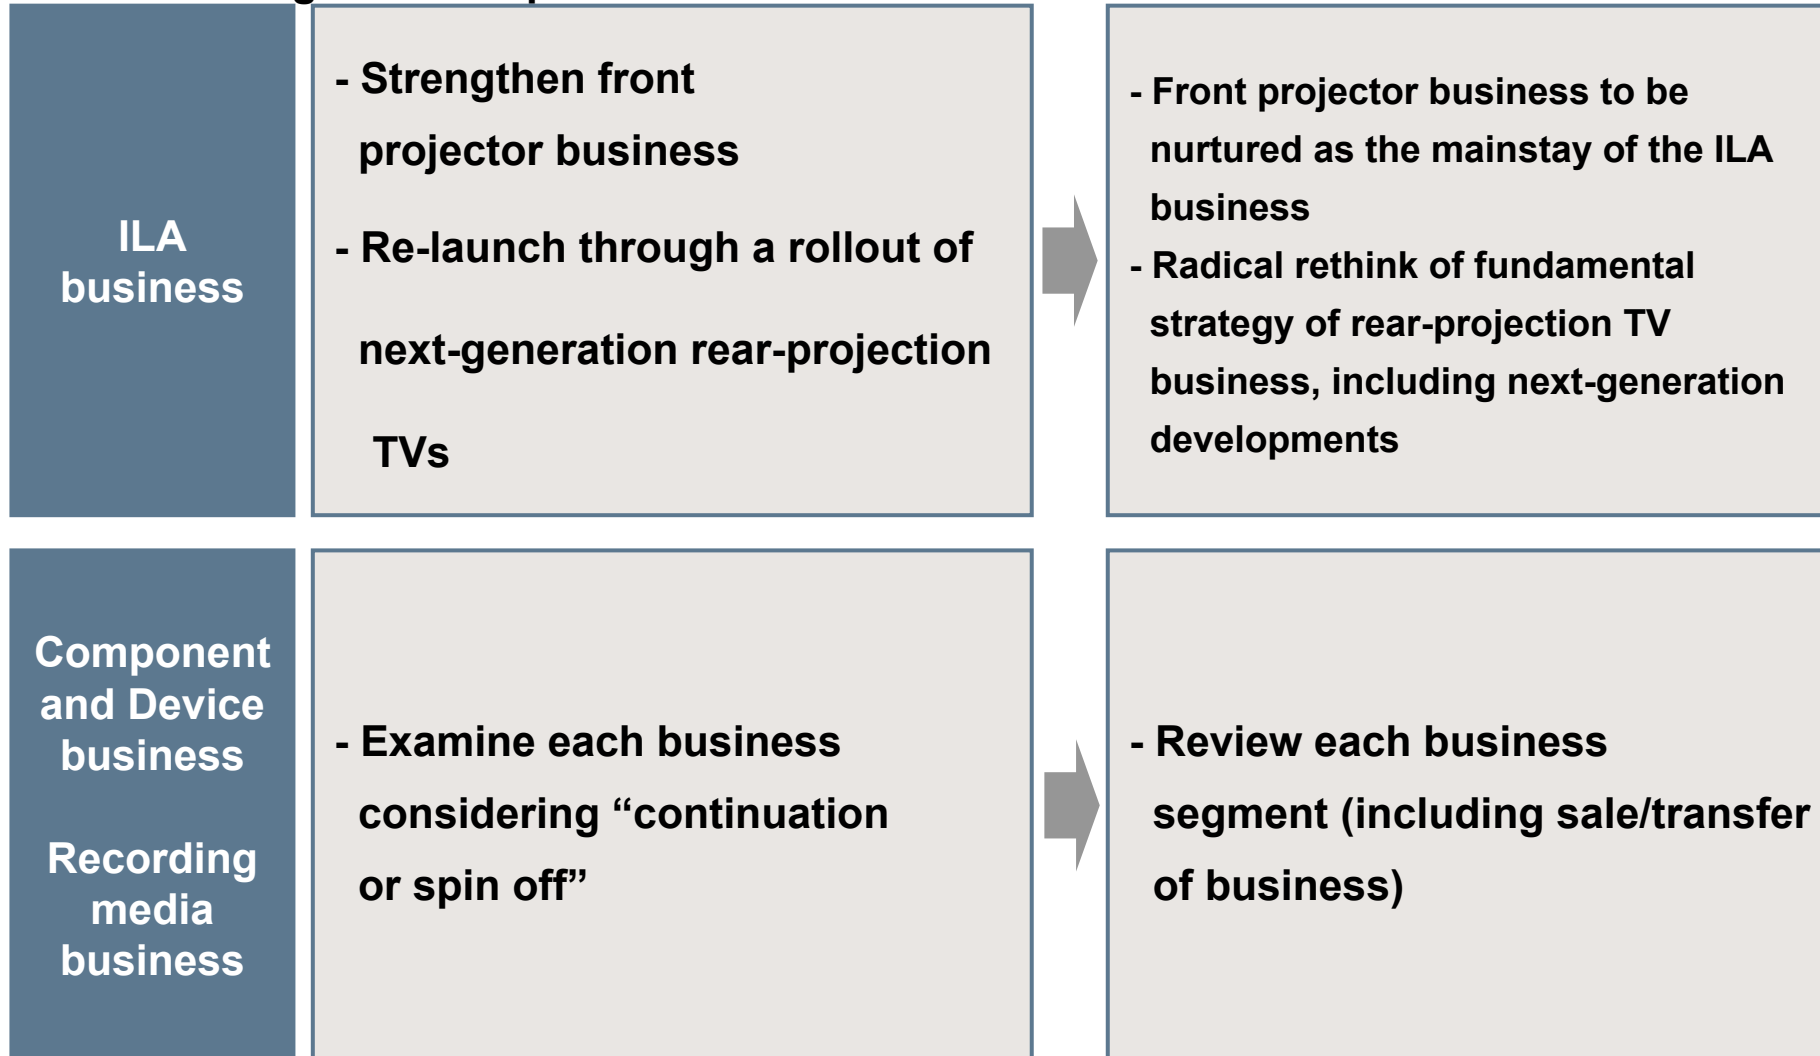 ILA
business
- Strengthen front
projector business
- Re-launch through a rollout of
next-generation rear-projection
TVs
- Front projector business to be
nurtured as the mainstay of the ILA
business
- Radical rethink of fundamental
strategy of rear-projection TV
business, including next-generation
developments
Component
and Device
business
Recording
media
business
- Examine each business
considering “continuation
or spin off”
- Review each business
segment (including sale/transfer
of business)